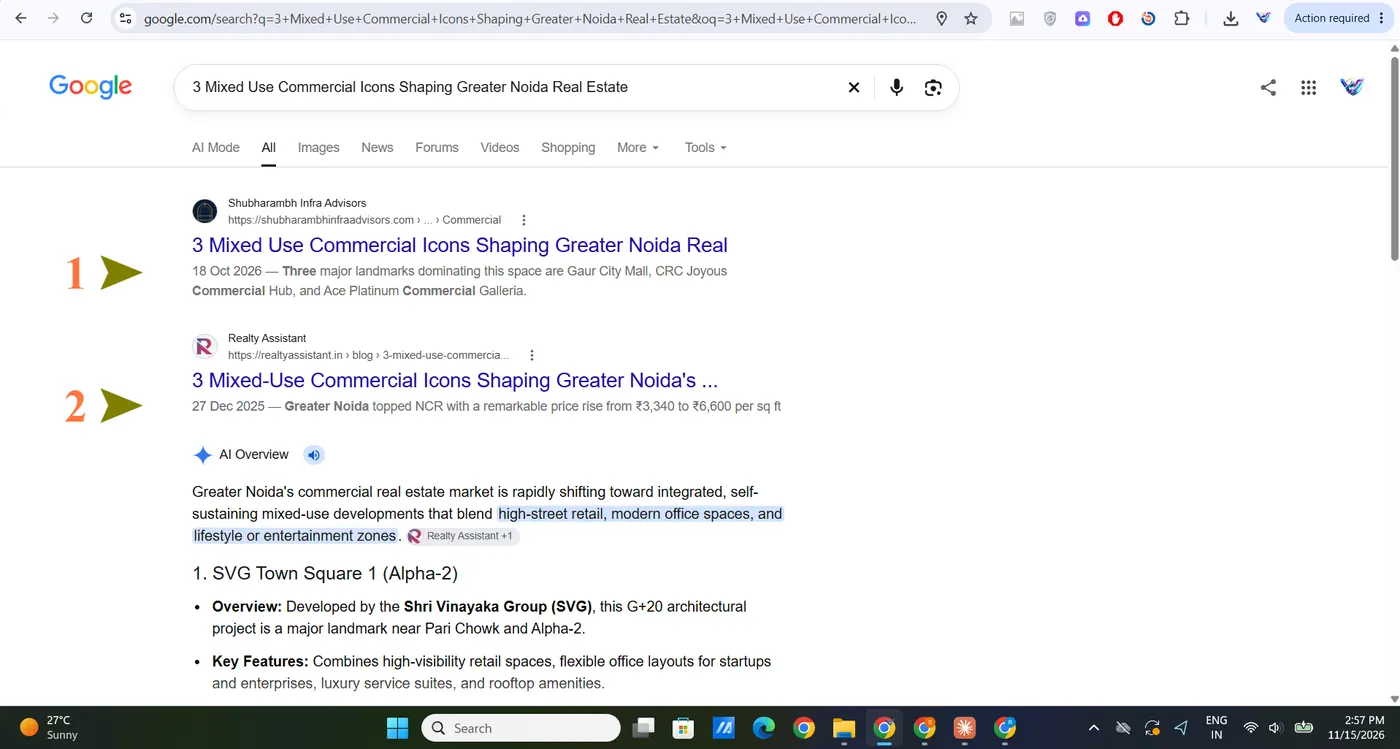 google.com/search?q=3+Mixed+Use+Commercial+Icons+Shaping+Greater+Noida+Real+Estate&oq=3+Mixed+Use+Commercial+Ico...
Action required
Google
3 Mixed Use Commercial Icons Shaping Greater Noida Real Estate
AI Mode All Images News Forums Videos Shopping More Tools
Shubharambh Infra Advisors
https://shubharambhinfraadvisors.com › ... › Commercial
3 Mixed Use Commercial Icons Shaping Greater Noida Real
1
18 Oct 2026 — Three major landmarks dominating this space are Gaur City Mall, CRC Joyous
Commercial Hub, and Ace Platinum Commercial Galleria.
Realty Assistant
https://realtyassistant.in › blog › 3-mixed-use-commercia...
3 Mixed-Use Commercial Icons Shaping Greater Noida's ...
2
27 Dec 2025 — Greater Noida topped NCR with a remarkable price rise from ₹3,340 to ₹6,600 per sq ft
AI Overview
Greater Noida's commercial real estate market is rapidly shifting toward integrated, self-
sustaining mixed-use developments that blend high-street retail, modern office spaces, and
lifestyle or entertainment zones. Realty Assistant +1
1. SVG Town Square 1 (Alpha-2)
• Overview: Developed by the Shri Vinayaka Group (SVG), this G+20 architectural
project is a major landmark near Pari Chowk and Alpha-2.
• Key Features: Combines high-visibility retail spaces, flexible office layouts for startups
and enterprises, luxury service suites, and rooftop amenities.
27°C
Sunny
Search
ENG
IN
2:57 PM
11/15/2026